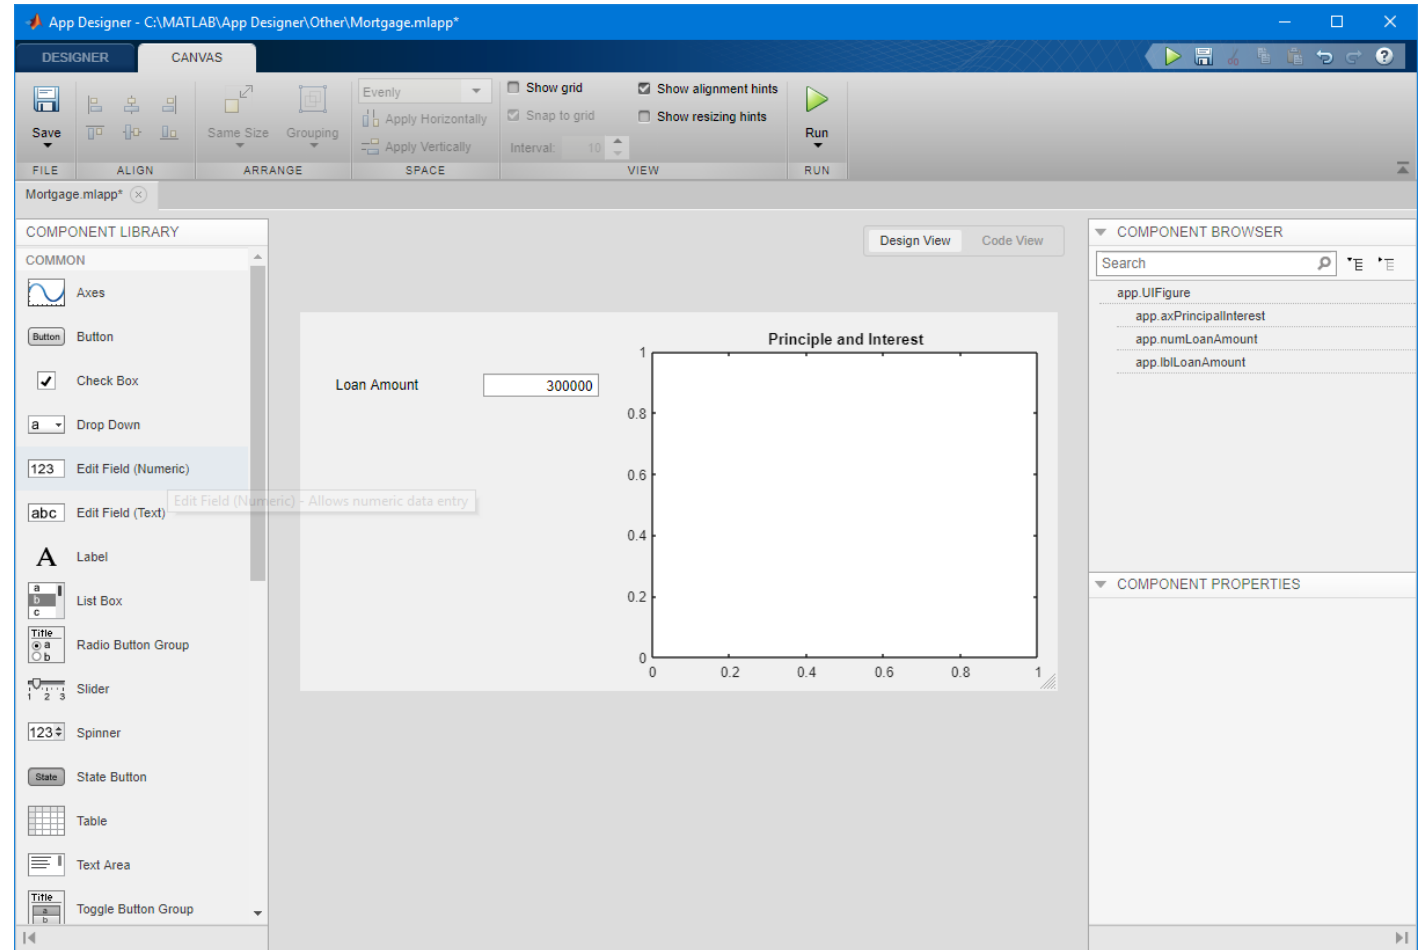 App Designer - C:\MATLAB\App Designer\Other\Mortgage.mlapp*
DESIGNER CANVAS
Save
Same Size Grouping
Evenly
Apply Horizontally
Apply Vertically
Show grid
Snap to grid
Interval: 10
Show alignment hints
Show resizing hints
Run
FILE ALIGN ARRANGE SPACE VIEW RUN
Mortgage.mlapp*
COMPONENT LIBRARY
COMMON
Axes
Button Button
Check Box
a Drop Down
123 Edit Field (Numeric)
Edit Field (Numeric) - Allows numeric data entry
abc Edit Field (Text)
A Label
a
b
c
List Box
Title
a
b
Radio Button Group
1 2 3
Slider
123 Spinner
State State Button
Table
Text Area
Title
a
b
Toggle Button Group
Design View Code View
Loan Amount 300000
Principle and Interest
1
0.8
0.6
0.4
0.2
0
0 0.2 0.4 0.6 0.8 1
COMPONENT BROWSER
Search
app.UIFigure
app.axPrincipalInterest
app.numLoanAmount
app.lblLoanAmount
COMPONENT PROPERTIES